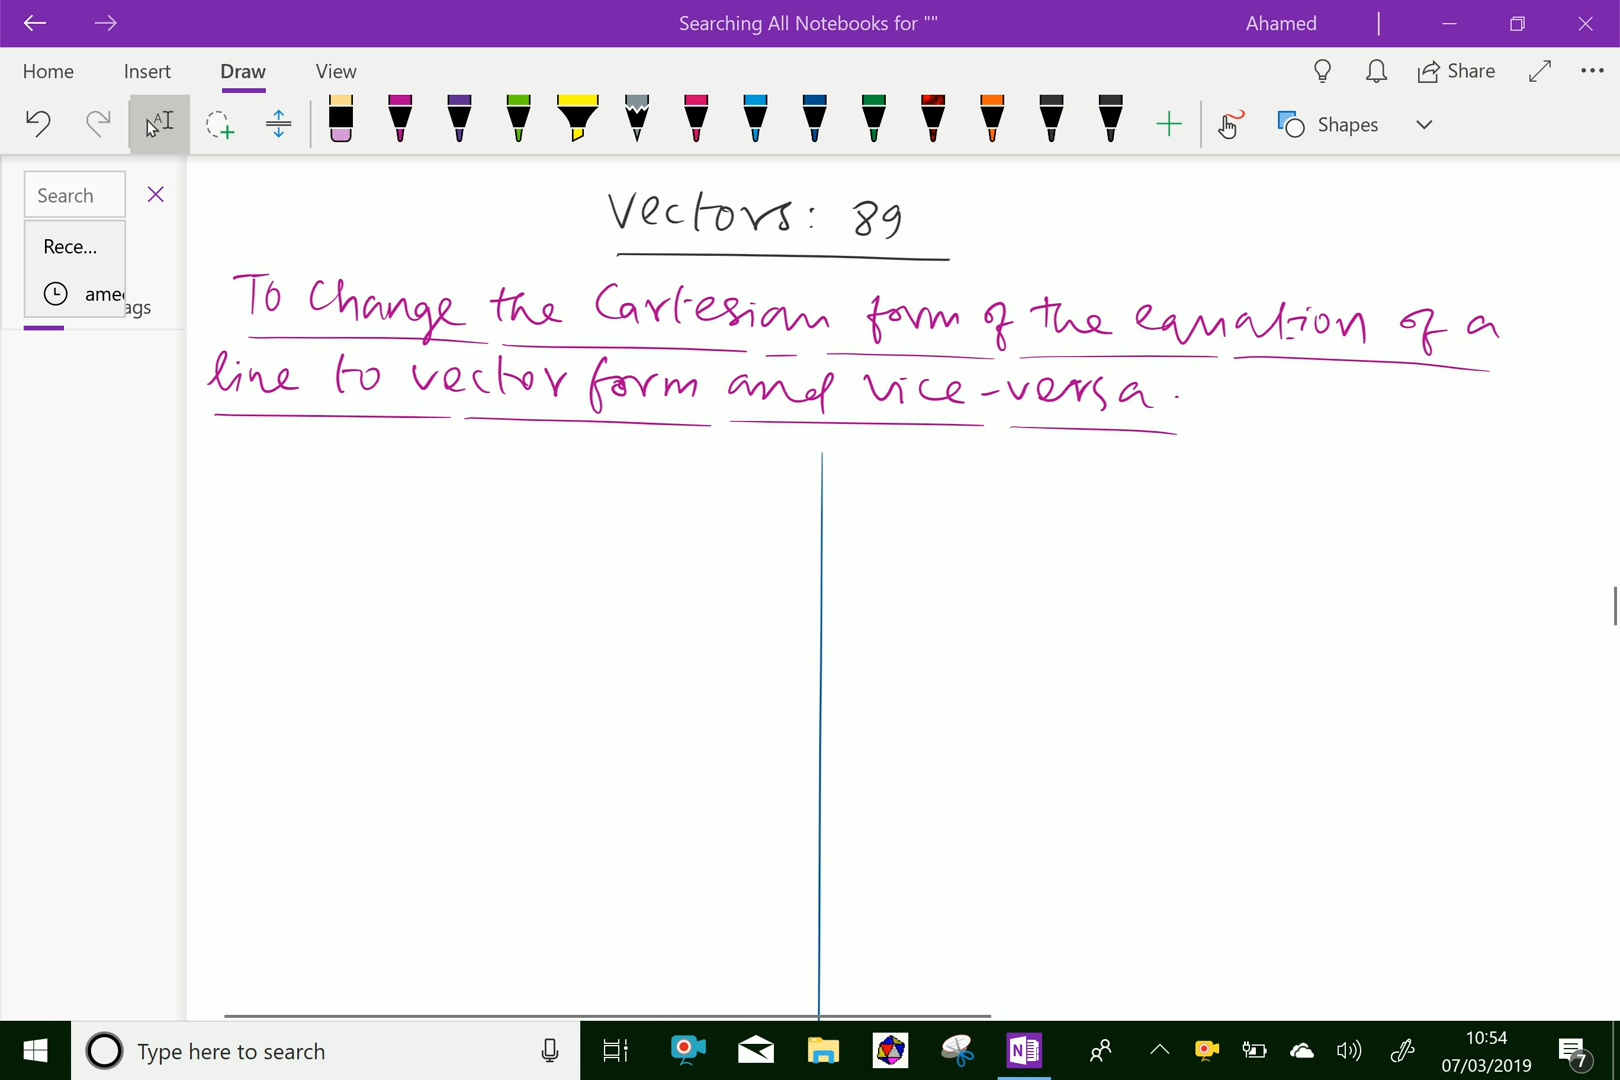 Searching All Notebooks for ""
Ahamed
Home Insert Draw View
Share
Shapes
Search
Rece...
ame
ags
Vectors: 89
To change the Cartesian form of the equation of a
line to vector form and vice-versa.
Type here to search
10:54
07/03/2019
7